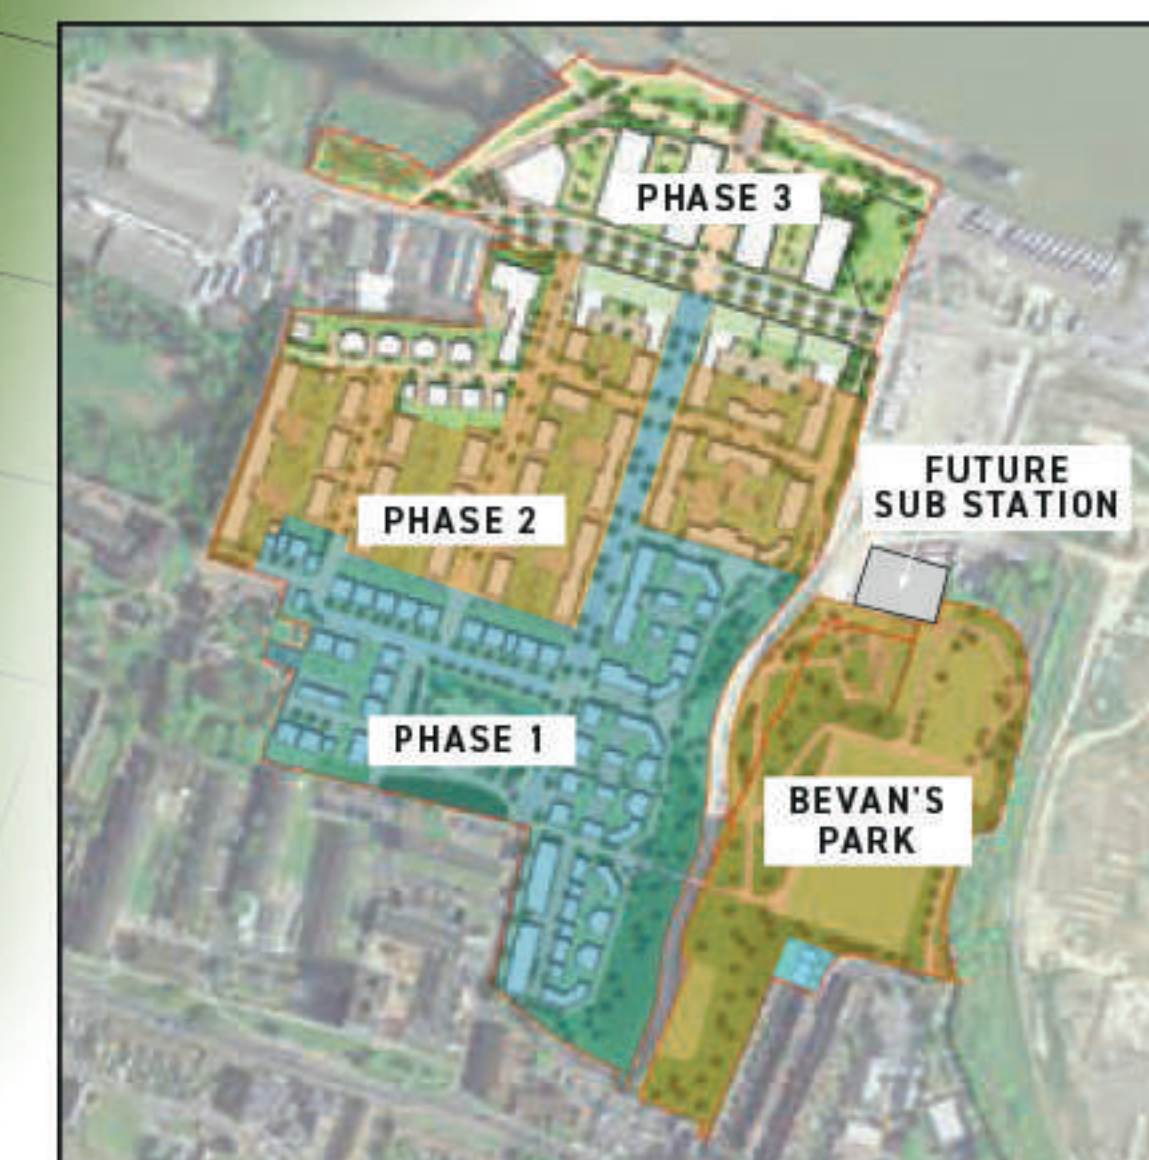 PHASE 3
FUTURE
SUB STATION
PHASE 2
PHASE 1
BEVAN'S
PARK